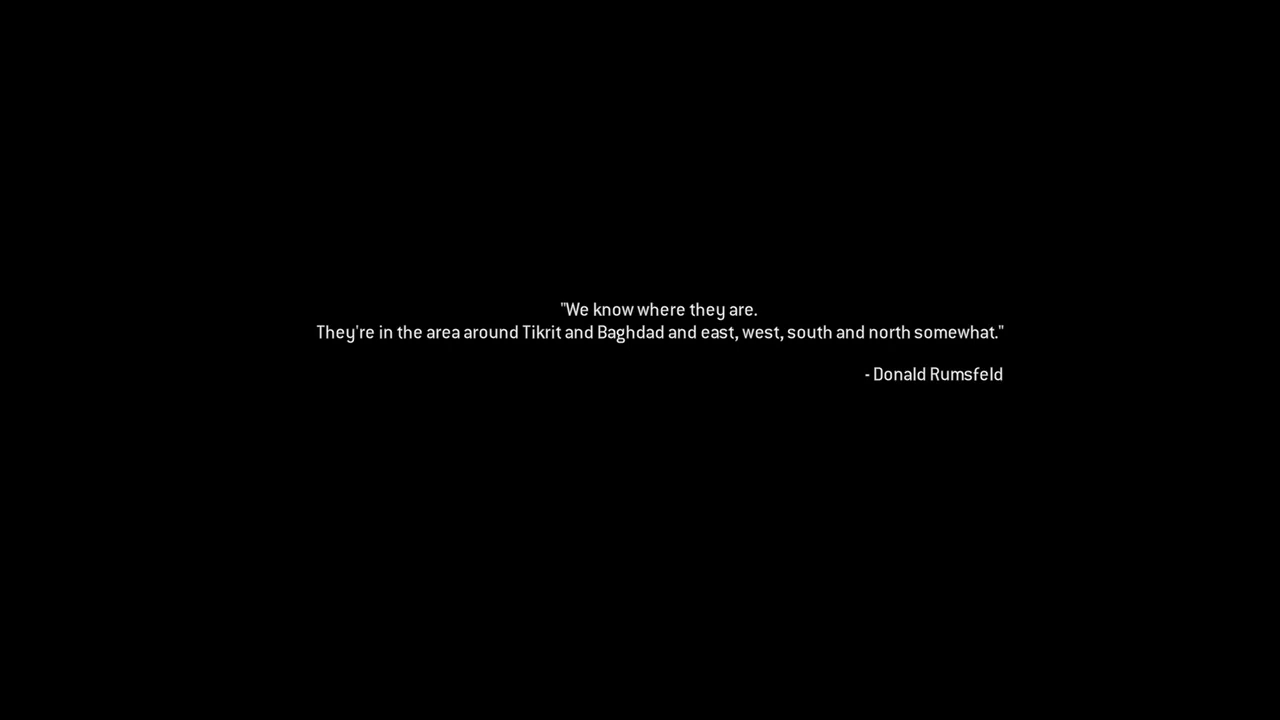 "We know where they are.
They're in the area around Tikrit and Baghdad and east, west, south and north somewhat."
- Donald Rumsfeld